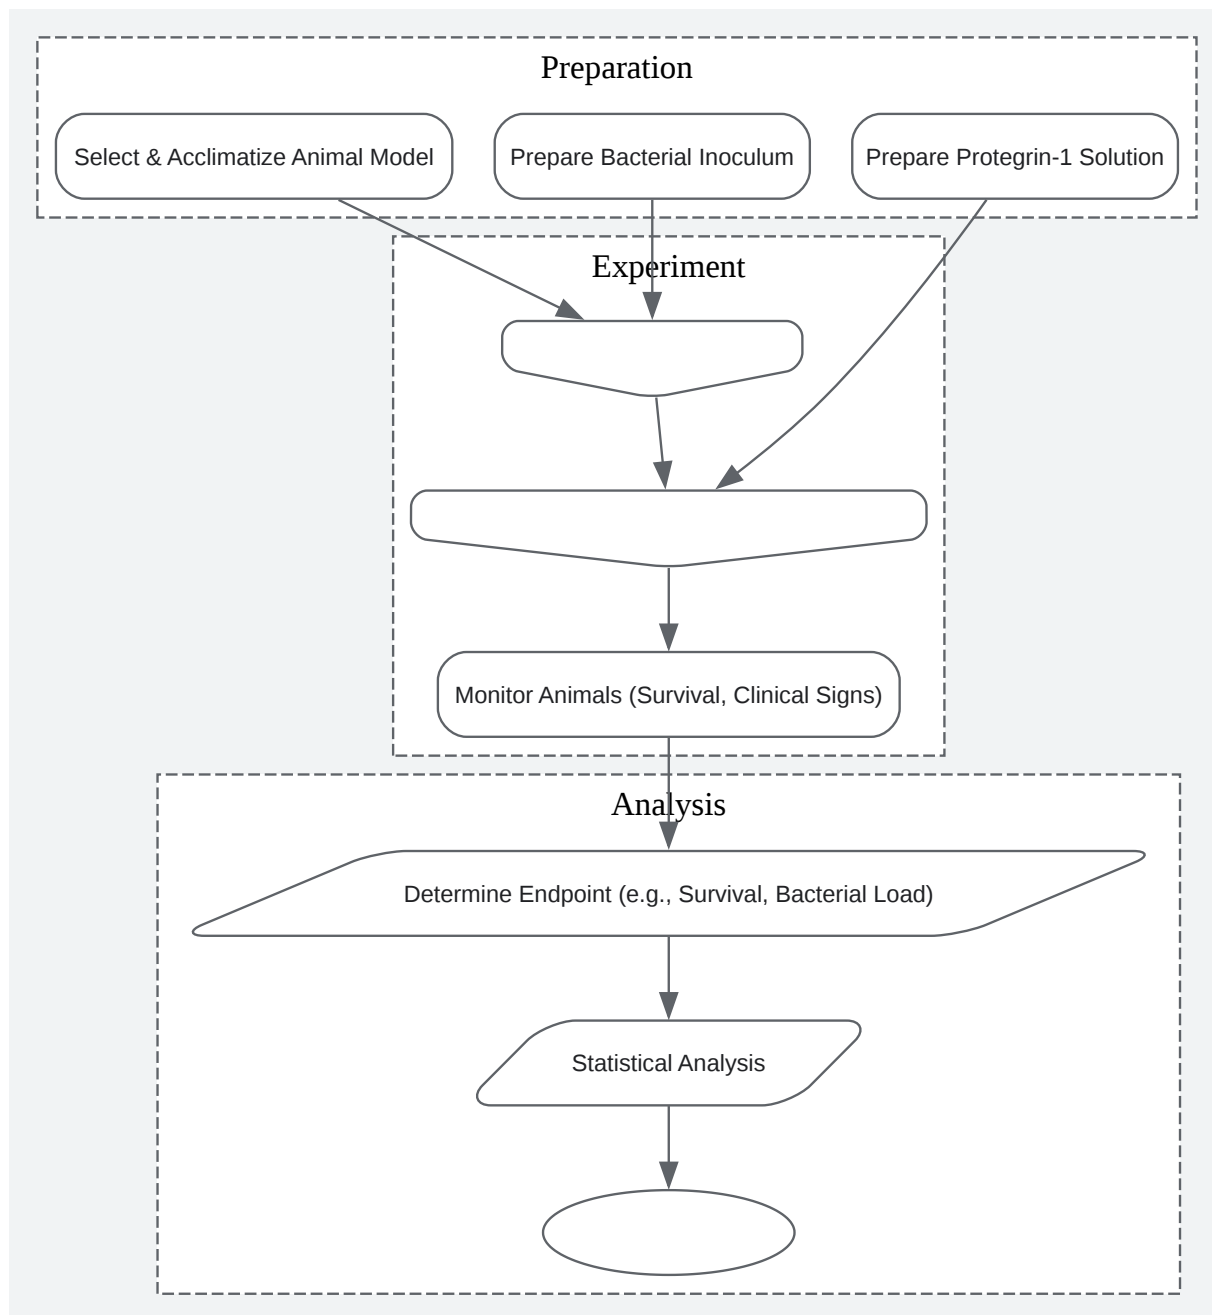 Preparation
Select & Acclimatize Animal Model
Prepare Bacterial Inoculum
Prepare Protegrin-1 Solution
Experiment
Monitor Animals (Survival, Clinical Signs)
Analysis
Determine Endpoint (e.g., Survival, Bacterial Load)
Statistical Analysis